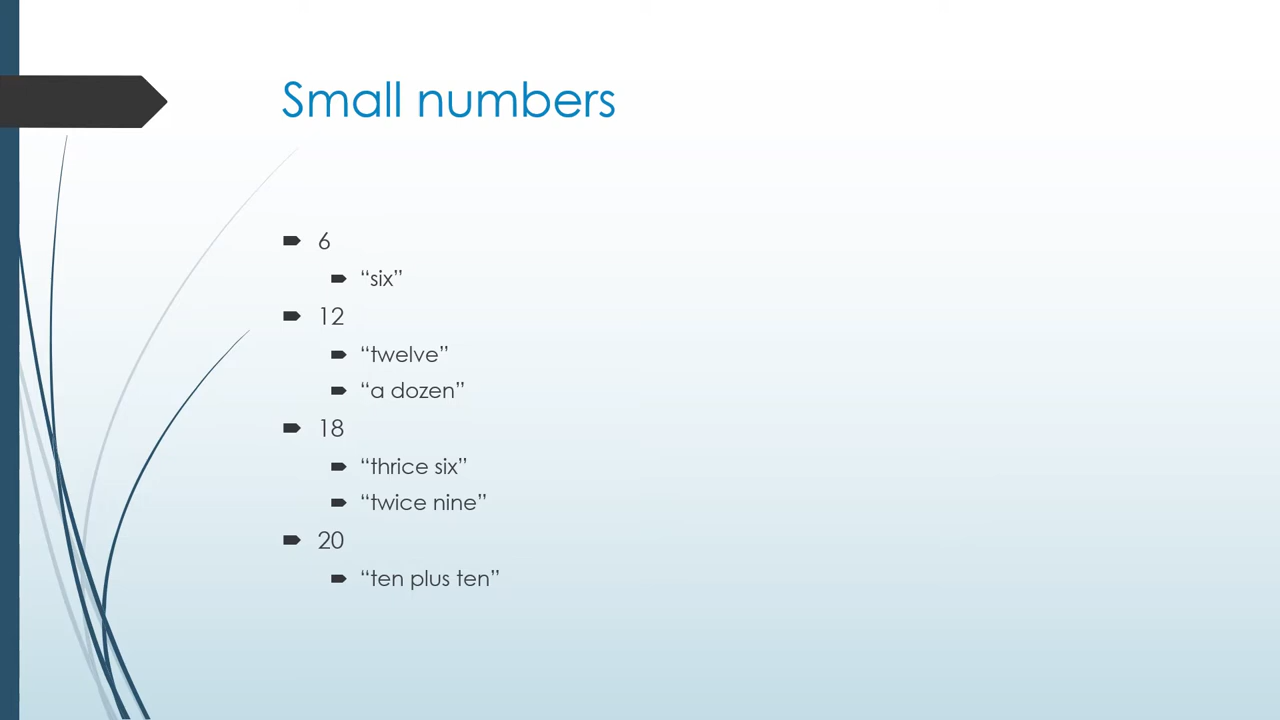 Small numbers
6
“six”
12
“twelve”
“a dozen”
18
“thrice six”
“twice nine”
20
“ten plus ten”